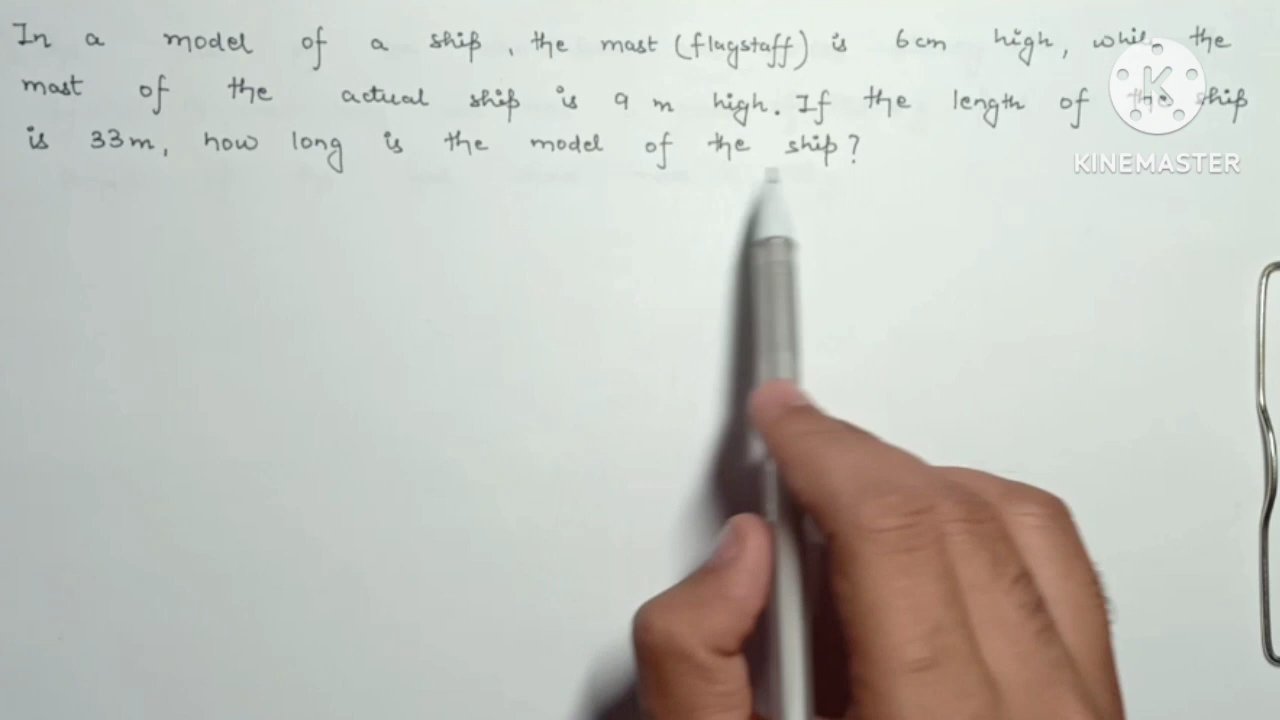 In a model of a ship, the mast (flagstaff) is 6 cm high, while the
mast of the actual ship is 9 m high. If the length of the ship
is 33 m, how long is the model of the ship?
K
KINEMASTER